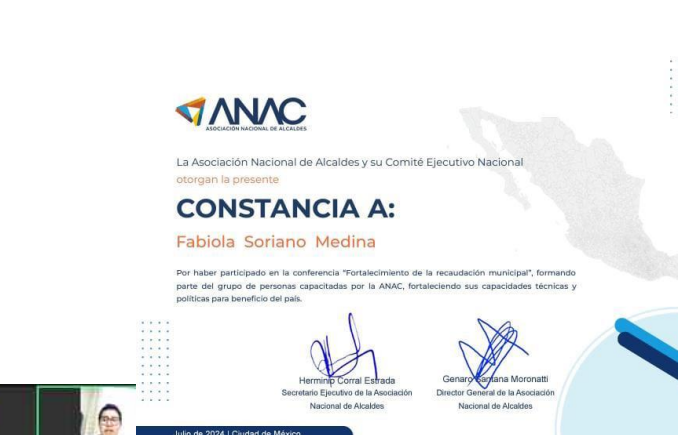 ANAC
ASOCIACIÓN NACIONAL DE ALCALDES
La Asociación Nacional de Alcaldes y su Comité Ejecutivo Nacional
otorgan la presente
CONSTANCIA A:
Fabiola Soriano Medina
Por haber participado en la conferencia "Fortalecimiento de la recaudación municipal", formando
parte del grupo de personas capacitadas por la ANAC, fortaleciendo sus capacidades técnicas y
políticas para beneficio del país.
Herminio Corral Estrada
Secretario Ejecutivo de la Asociación
Nacional de Alcaldes
Genaro Santana Moronatti
Director General de la Asociación
Nacional de Alcaldes
Julio de 2024 | Ciudad de México